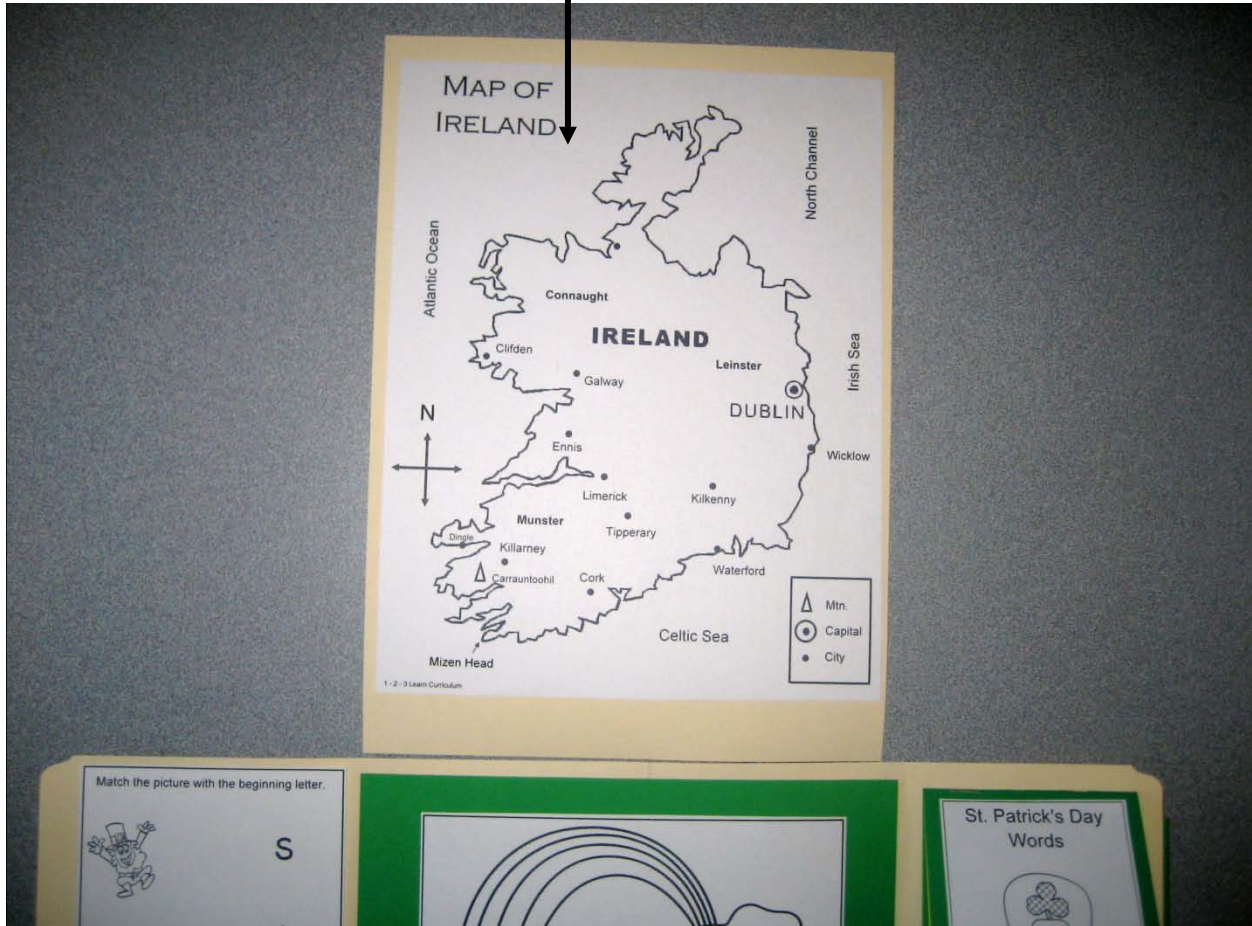 MAP OF
IRELAND
North Channel
Atlantic Ocean
Connaught
IRELAND
Irish Sea
Clifden
Leinster
Galway
DUBLIN
N
Ennis
Wicklow
Limerick
Kilkenny
Munster
Tipperary
Dingle
Killarney
Waterford
Carrauntoohil
Cork
Mtn.
Capital
City
Celtic Sea
Mizen Head
1 - 2 - 3 Learn Curriculum
Match the picture with the beginning letter.
S
St. Patrick's Day
Words